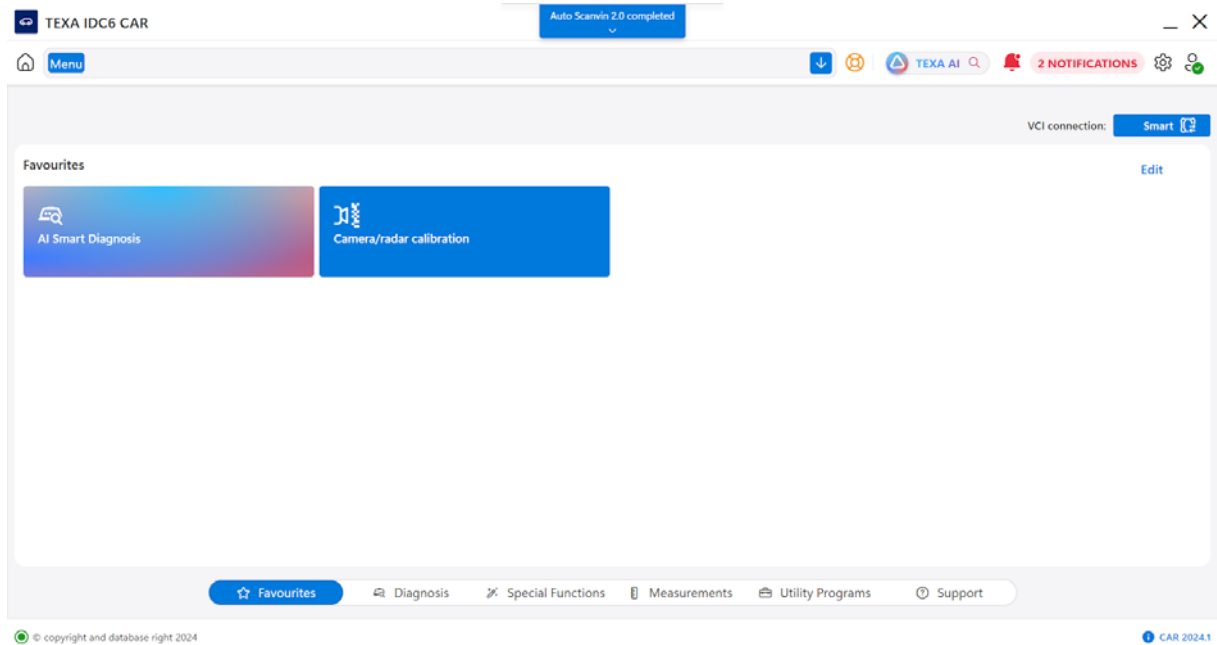 TEXA IDC6 CAR
Auto Scanvin 2.0 completed
Menu
TEXA AI
2 NOTIFICATIONS
VCI connection:
Smart
Favourites
Edit
AI Smart Diagnosis
Camera/radar calibration
Favourites
Diagnosis
Special Functions
Measurements
Utility Programs
Support
© copyright and database right 2024
CAR 2024.1